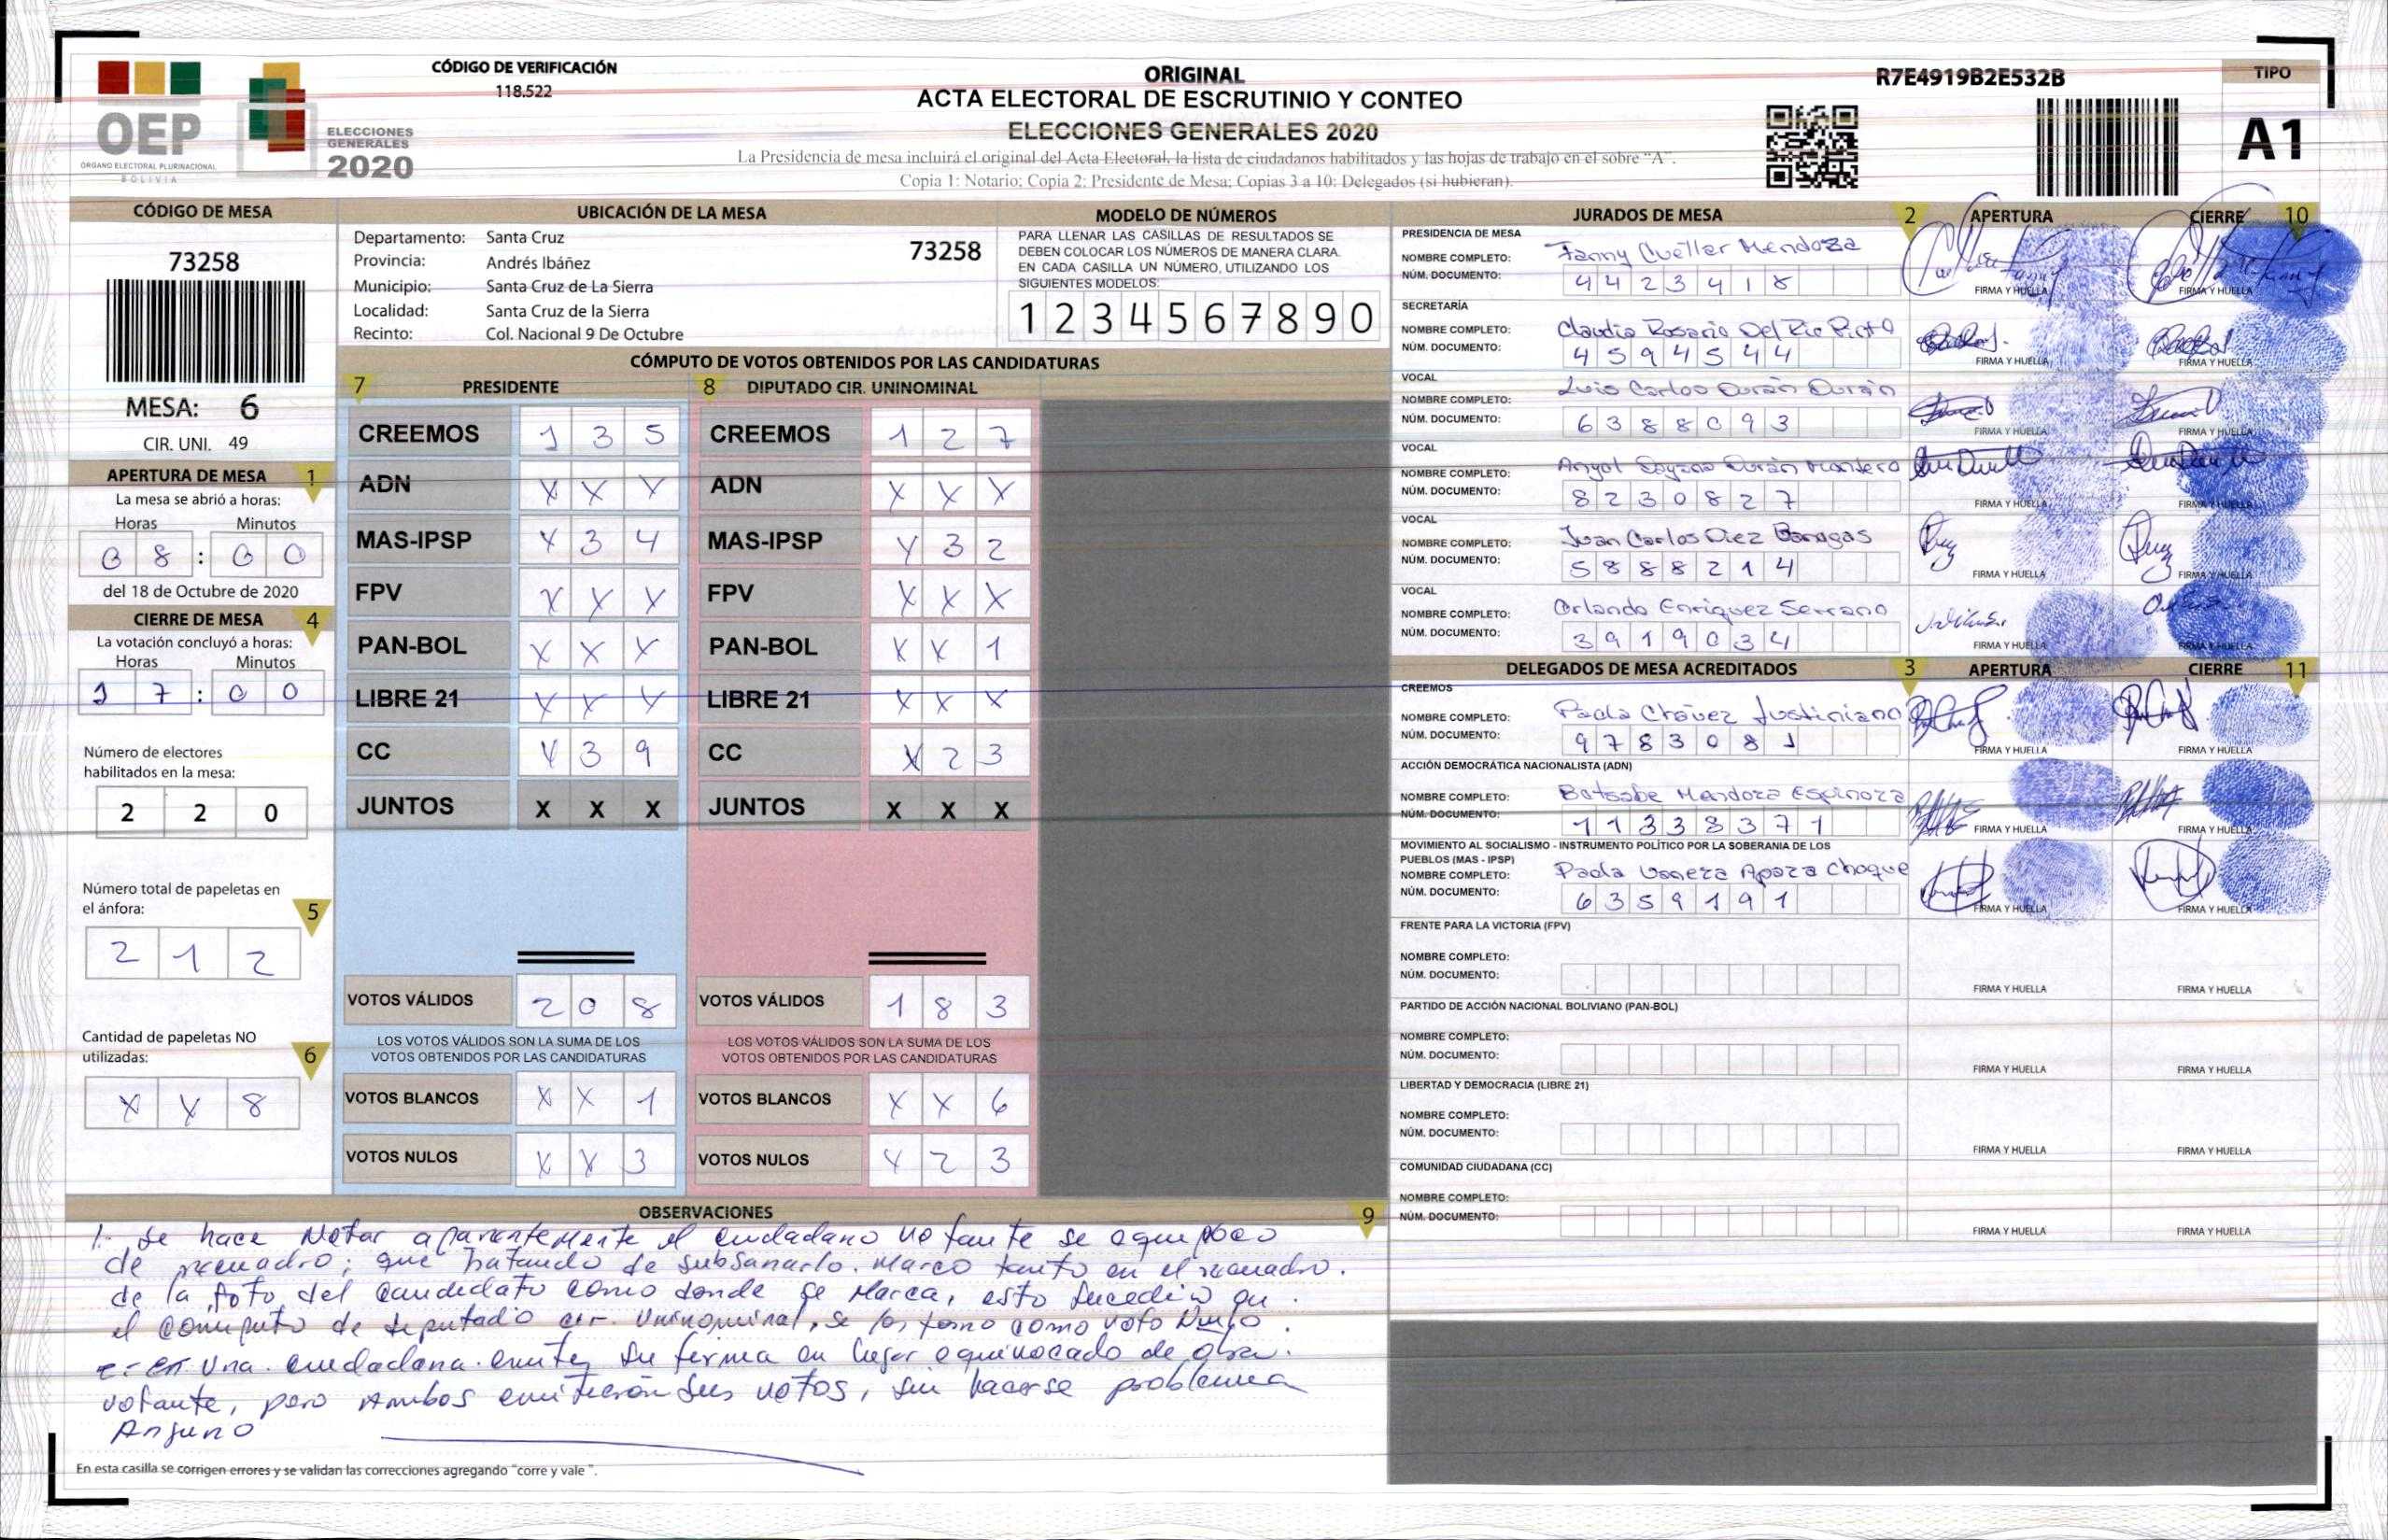 OEP
ÓRGANO ELECTORAL PLURINACIONAL
BOLIVIA
ELECCIONES
GENERALES
2020
CÓDIGO DE VERIFICACIÓN
118.522
ORIGINAL
ACTA ELECTORAL DE ESCRUTINIO Y CONTEO
ELECCIONES GENERALES 2020
La Presidencia de mesa incluirá el original del Acta Electoral, la lista de ciudadanos habilitados y las hojas de trabajo en el sobre "A".
Copia 1: Notario; Copia 2: Presidente de Mesa; Copias 3 a 10: Delegados (si hubieran).
R7E4919B2E532B
TIPO
A1
CÓDIGO DE MESA
73258
MESA: 6
CIR. UNI. 49
APERTURA DE MESA 1
La mesa se abrió a horas:
Horas Minutos
08:00
del 18 de Octubre de 2020
CIERRE DE MESA 4
La votación concluyó a horas:
Horas Minutos
17:00
Número de electores
habilitados en la mesa:
2 2 0
Número total de papeletas en
el ánfora: 5
2 1 2
Cantidad de papeletas NO
utilizadas: 6
X X 8
UBICACIÓN DE LA MESA
Departamento: Santa Cruz 73258
Provincia: Andrés Ibáñez
Municipio: Santa Cruz de La Sierra
Localidad: Santa Cruz de la Sierra
Recinto: Col. Nacional 9 De Octubre
MODELO DE NÚMEROS
PARA LLENAR LAS CASILLAS DE RESULTADOS SE
DEBEN COLOCAR LOS NÚMEROS DE MANERA CLARA.
EN CADA CASILLA UN NÚMERO, UTILIZANDO LOS
SIGUIENTES MODELOS:
1 2 3 4 5 6 7 8 9 0
CÓMPUTO DE VOTOS OBTENIDOS POR LAS CANDIDATURAS
7 PRESIDENTE 8 DIPUTADO CIR. UNINOMINAL
CREEMOS 1 3 5 CREEMOS 1 2 7
ADN X X X ADN X X X
MAS-IPSP X 3 4 MAS-IPSP X 3 2
FPV X X X FPV X X X
PAN-BOL X X X PAN-BOL X X 1
LIBRE 21 X X X LIBRE 21 X X X
CC X 3 9 CC X 2 3
JUNTOS X X X JUNTOS X X X
VOTOS VÁLIDOS 2 0 8 VOTOS VÁLIDOS 1 8 3
LOS VOTOS VÁLIDOS SON LA SUMA DE LOS LOS VOTOS VÁLIDOS SON LA SUMA DE LOS
VOTOS OBTENIDOS POR LAS CANDIDATURAS VOTOS OBTENIDOS POR LAS CANDIDATURAS
VOTOS BLANCOS X X 1 VOTOS BLANCOS X X 6
VOTOS NULOS X X 3 VOTOS NULOS X 2 3
OBSERVACIONES 9
1.- Se hace Notar aparentemente el ciudadano votante se equivoco
de recuadro; que tratando de subsanarlo. Marco tanto en el recuadro.
de la foto del candidato como donde se Marca, esto sucedió en
el computo de diputadio cir. Uninominal, se los tomo como voto Nulo.
2.- En Una ciudadana emite su firma en lugar equivocado de otra.
votante, pero Ambos emitieron sus votos, sin hacerse problema
Anguno
En esta casilla se corrigen errores y se validan las correcciones agregando "corre y vale ".
JURADOS DE MESA 2 APERTURA CIERRE 10
PRESIDENCIA DE MESA
NOMBRE COMPLETO: Fanny Cuéllar Mendoza
NÚM. DOCUMENTO: 4423418 FIRMA Y HUELLA FIRMA Y HUELLA
SECRETARÍA
NOMBRE COMPLETO: Claudia Rosario Del Rio Pinto
NÚM. DOCUMENTO: 4594544 FIRMA Y HUELLA FIRMA Y HUELLA
VOCAL
NOMBRE COMPLETO: Luis Carlos Durán Durán
NÚM. DOCUMENTO: 6388093 FIRMA Y HUELLA FIRMA Y HUELLA
VOCAL
NOMBRE COMPLETO: Durán Montero
NÚM. DOCUMENTO: 8230827 FIRMA Y HUELLA FIRMA Y HUELLA
VOCAL
NOMBRE COMPLETO: Juan Carlos Diez Banegas
NÚM. DOCUMENTO: 5888214 FIRMA Y HUELLA FIRMA Y HUELLA
VOCAL
NOMBRE COMPLETO: Orlando Enriquez Serrano
NÚM. DOCUMENTO: 3919034 FIRMA Y HUELLA FIRMA Y HUELLA
DELEGADOS DE MESA ACREDITADOS 3 APERTURA CIERRE 11
CREEMOS
NOMBRE COMPLETO: Paola Chávez Justiniano
NÚM. DOCUMENTO: 9783081 FIRMA Y HUELLA FIRMA Y HUELLA
ACCIÓN DEMOCRÁTICA NACIONALISTA (ADN)
NOMBRE COMPLETO: Betsabe Mendoza Espinoza
NÚM. DOCUMENTO: 11338371 FIRMA Y HUELLA FIRMA Y HUELLA
MOVIMIENTO AL SOCIALISMO - INSTRUMENTO POLÍTICO POR LA SOBERANIA DE LOS
PUEBLOS (MAS - IPSP)
NOMBRE COMPLETO: Paola Vaneza Apaza Choque
NÚM. DOCUMENTO: 6359191 FIRMA Y HUELLA FIRMA Y HUELLA
FRENTE PARA LA VICTORIA (FPV)
NOMBRE COMPLETO:
NÚM. DOCUMENTO: FIRMA Y HUELLA FIRMA Y HUELLA
PARTIDO DE ACCIÓN NACIONAL BOLIVIANO (PAN-BOL)
NOMBRE COMPLETO:
NÚM. DOCUMENTO: FIRMA Y HUELLA FIRMA Y HUELLA
LIBERTAD Y DEMOCRACIA (LIBRE 21)
NOMBRE COMPLETO:
NÚM. DOCUMENTO: FIRMA Y HUELLA FIRMA Y HUELLA
COMUNIDAD CIUDADANA (CC)
NOMBRE COMPLETO:
NÚM. DOCUMENTO: FIRMA Y HUELLA FIRMA Y HUELLA